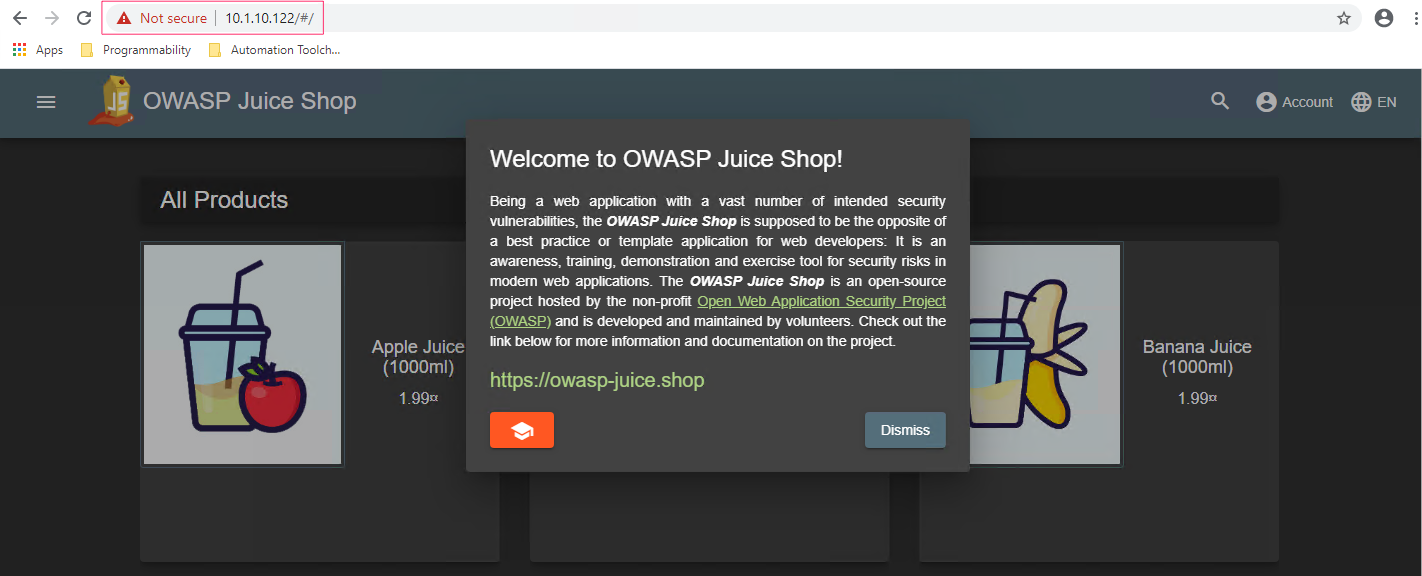 Not secure | 10.1.10.122/#/
Apps Programmability Automation Toolch...
JS OWASP Juice Shop Account EN
Welcome to OWASP Juice Shop!
All Products
Being a web application with a vast number of intended security
vulnerabilities, the OWASP Juice Shop is supposed to be the opposite of
a best practice or template application for web developers: It is an
awareness, training, demonstration and exercise tool for security risks in
modern web applications. The OWASP Juice Shop is an open-source
project hosted by the non-profit Open Web Application Security Project
(OWASP) and is developed and maintained by volunteers. Check out the
link below for more information and documentation on the project.
https://owasp-juice.shop
Dismiss
Apple Juice
(1000ml)
1.99¤
Banana Juice
(1000ml)
1.99¤